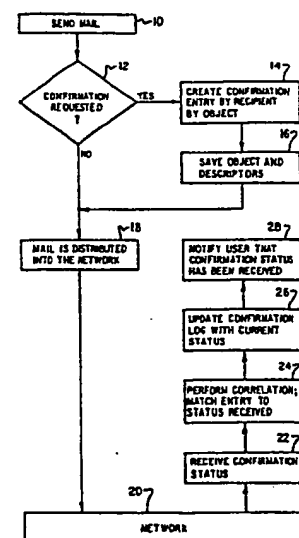 SEND MAIL
10
12
CONFIRMATION
REQUESTED
?
YES
NO
14
CREATE CONFIRMATION
ENTRY BY RECIPIENT
BY OBJECT
16
SAVE OBJECT AND
DESCRIPTORS
18
MAIL IS DISTRIBUTED
INTO THE NETWORK
28
NOTIFY USER THAT
CONFIRMATION STATUS
HAS BEEN RECEIVED
26
UPDATE CONFIRMATION
LOG WITH CURRENT
STATUS
24
PERFORM CORRELATION;
MATCH ENTRY TO
STATUS RECEIVED
22
RECEIVE CONFIRMATION
STATUS
20
NETWORK